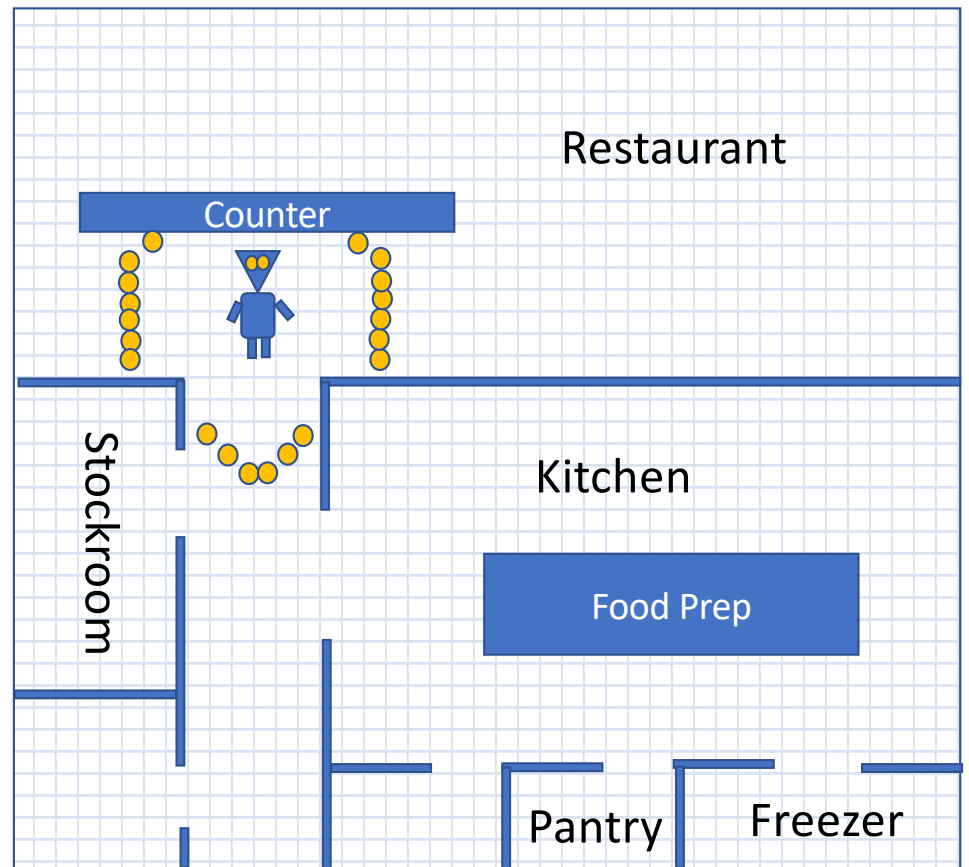 Restaurant
Counter
Stockroom
Kitchen
Food Prep
Pantry
Freezer